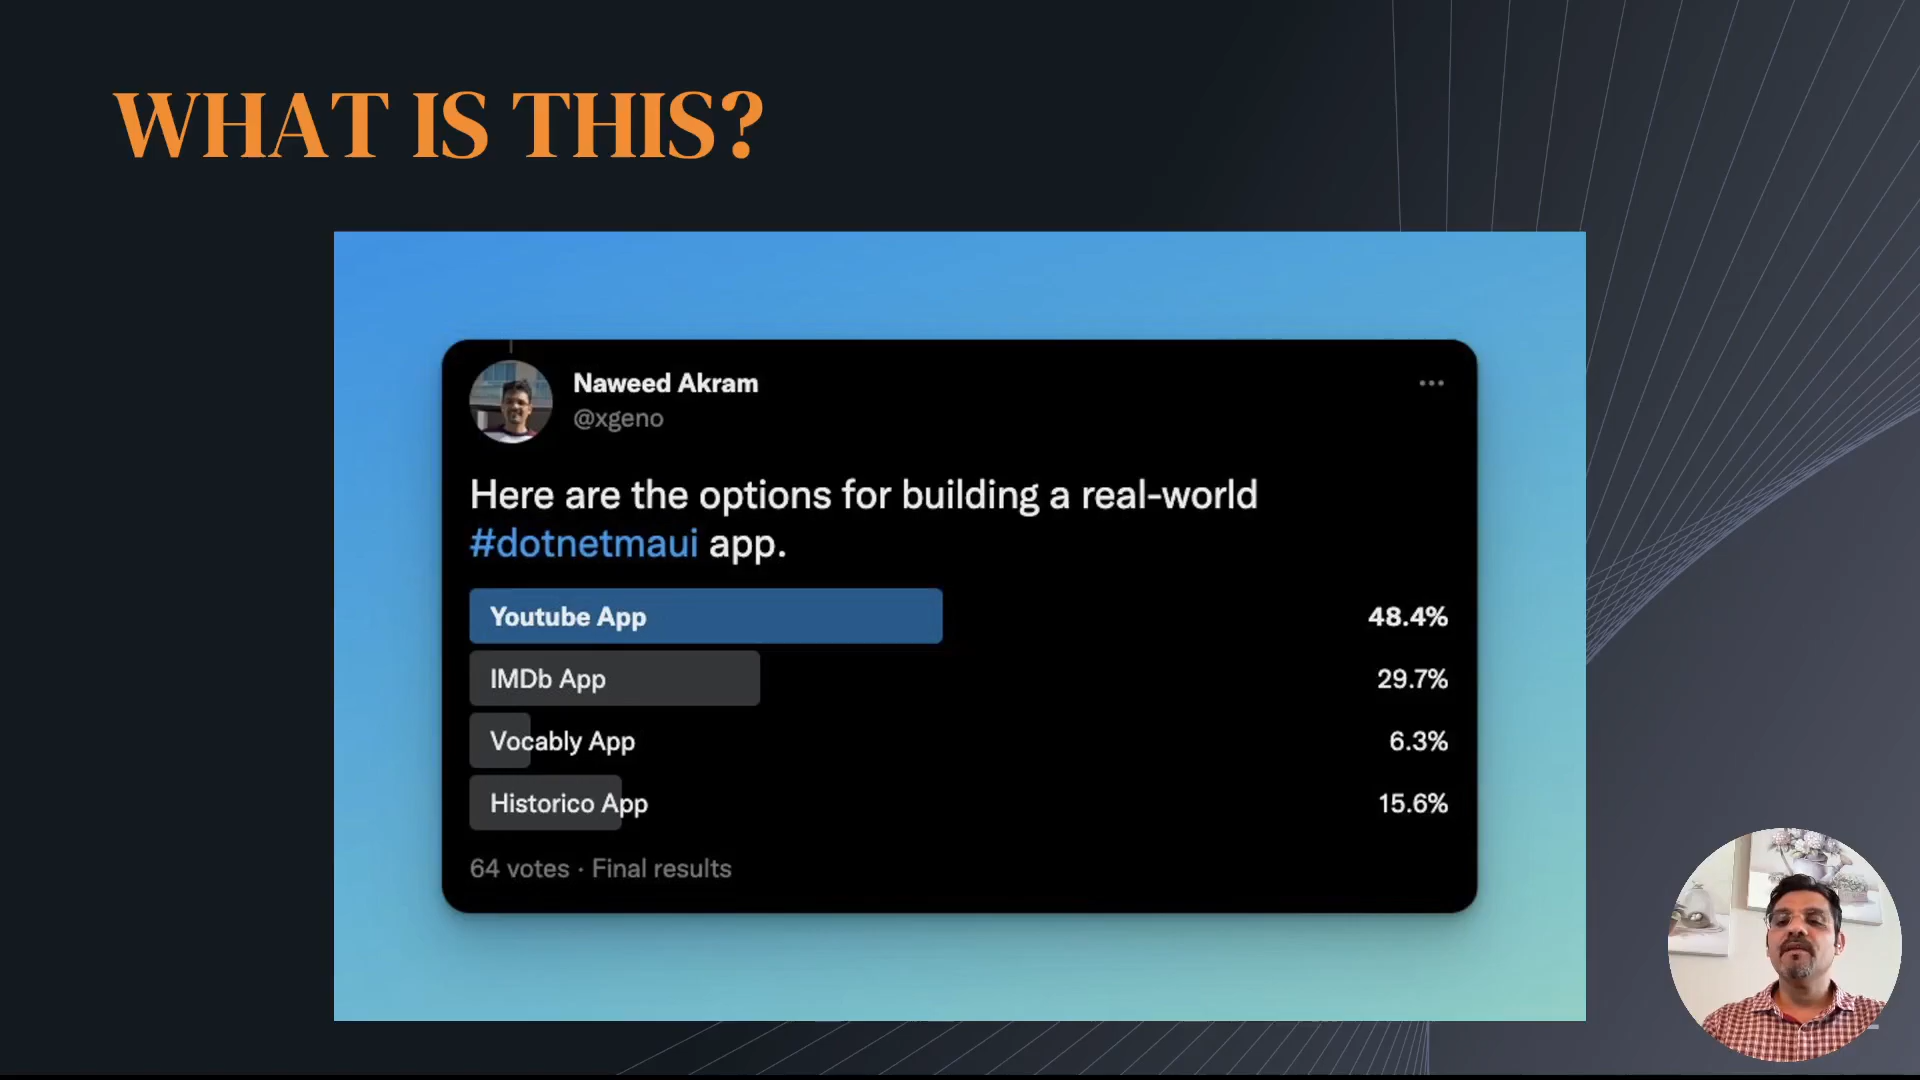 WHAT IS THIS?
Naweed Akram
@xgeno
Here are the options for building a real-world
#dotnetmaui app.
Youtube App 48.4%
IMDb App 29.7%
Vocably App 6.3%
Historico App 15.6%
64 votes · Final results